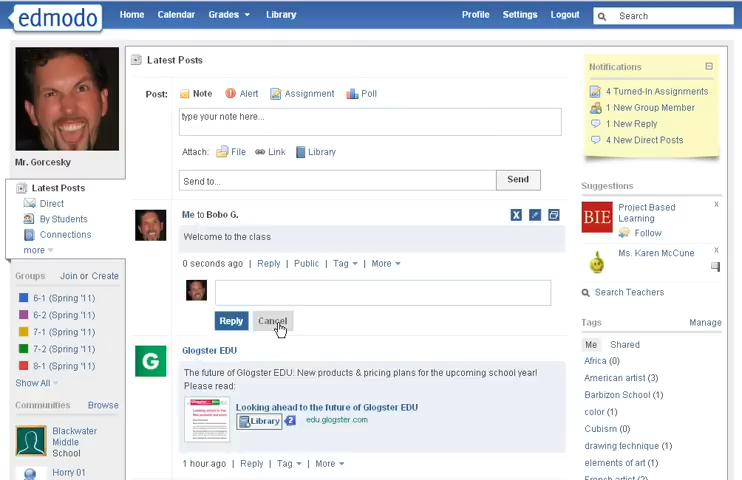 edmodo
Home Calendar Grades Library
Profile Settings Logout Search
Mr. Gorcesky
Latest Posts
Direct
By Students
Connections
more
Groups Join or Create
6-1 (Spring '11)
6-2 (Spring '11)
7-1 (Spring '11)
7-2 (Spring '11)
8-1 (Spring '11)
Show All
Communities Browse
Blackwater
Middle
School
Horry 01
Latest Posts
Post: Note Alert Assignment Poll
type your note here...
Attach: File Link Library
Send to... Send
Me to Bobo G.
X
Welcome to the class
0 seconds ago | Reply | Public | Tag | More
Reply Cancel
G
Glogster EDU
The future of Glogster EDU: New products & pricing plans for the upcoming school year!
Please read:
Looking ahead to the future of Glogster EDU
Library ? edu.glogster.com
1 hour ago | Reply | Tag | More
Notifications
4 Turned-In Assignments
1 New Group Member
1 New Reply
4 New Direct Posts
Suggestions
BIE
Project Based x
Learning
Follow
Ms. Karen McCune x
Search Teachers
Tags Manage
Me Shared
Africa (0)
American artist (3)
Barbizon School (1)
color (1)
Cubism (0)
drawing technique (1)
elements of art (1)
French artist (2)